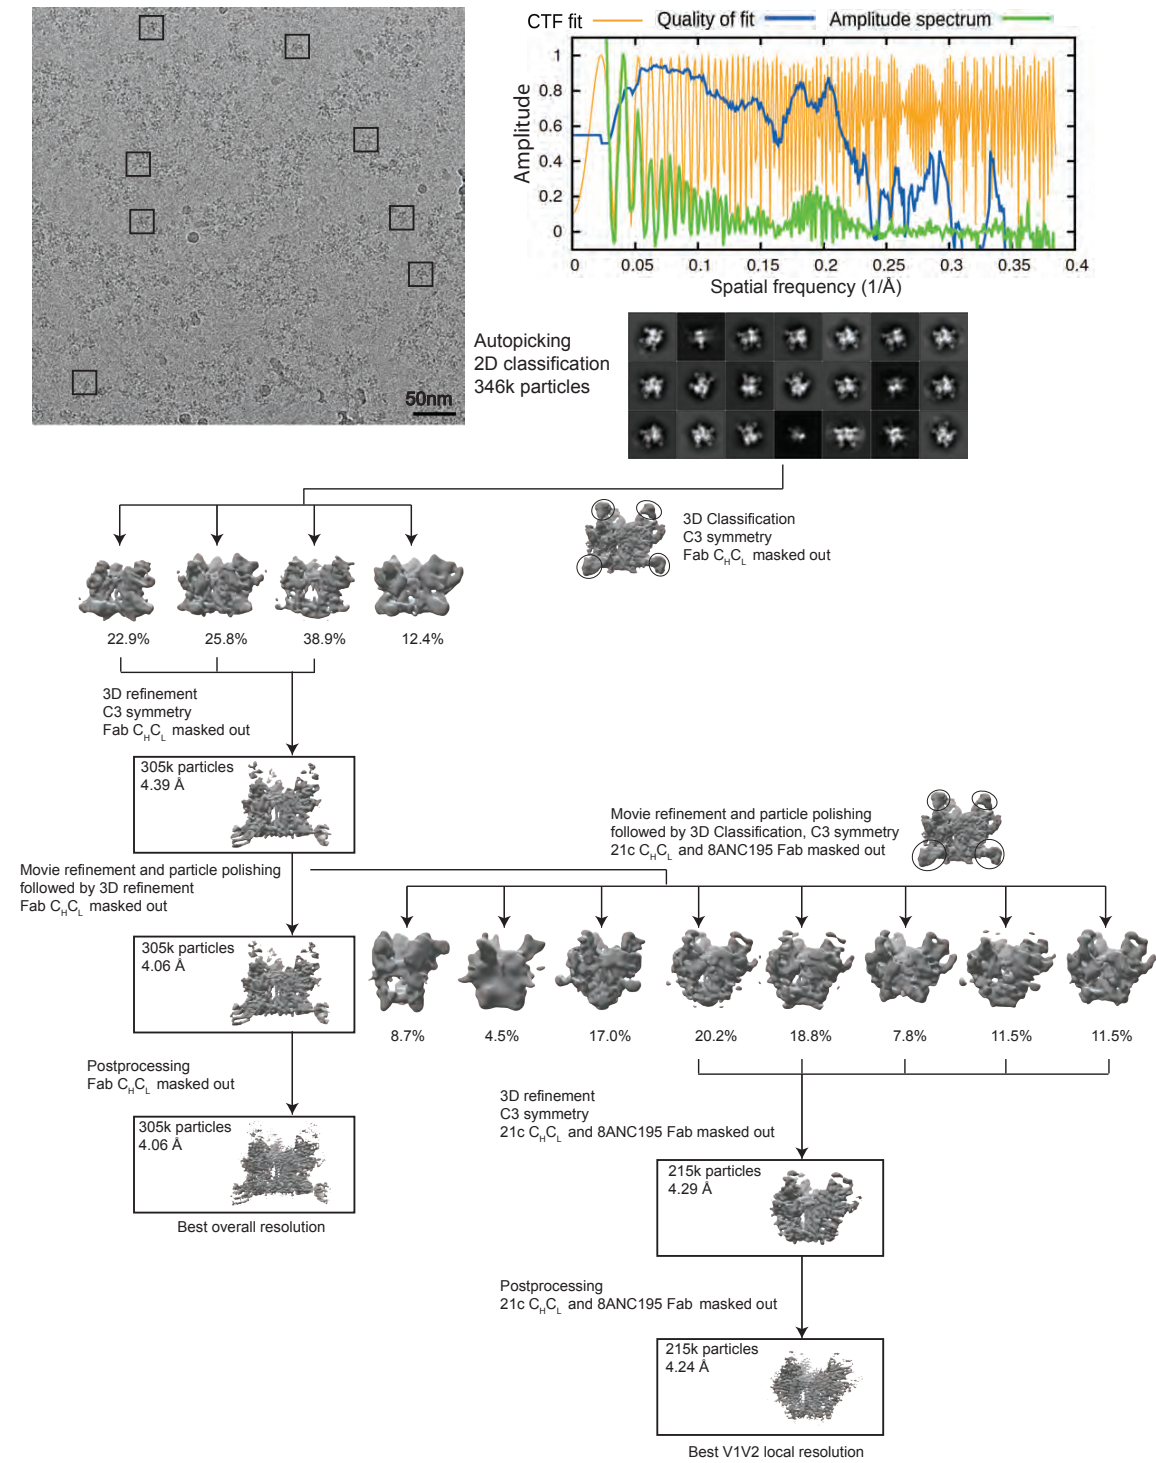 50nm
CTF fit
Quality of fit
Amplitude spectrum
Amplitude
1
0.8
0.6
0.4
0.2
0
0 0.05 0.1 0.15 0.2 0.25 0.3 0.35 0.4
Spatial frequency (1/Å)
Autopicking
2D classification
346k particles
3D Classification
C3 symmetry
Fab CHCL masked out
22.9% 25.8% 38.9% 12.4%
3D refinement
C3 symmetry
Fab CHCL masked out
305k particles
4.39 Å
Movie refinement and particle polishing
followed by 3D Classification, C3 symmetry
21c CHCL and 8ANC195 Fab masked out
Movie refinement and particle polishing
followed by 3D refinement
Fab CHCL masked out
305k particles
4.06 Å
8.7% 4.5% 17.0% 20.2% 18.8% 7.8% 11.5% 11.5%
Postprocessing
Fab CHCL masked out
305k particles
4.06 Å
Best overall resolution
3D refinement
C3 symmetry
21c CHCL and 8ANC195 Fab masked out
215k particles
4.29 Å
Postprocessing
21c CHCL and 8ANC195 Fab masked out
215k particles
4.24 Å
Best V1V2 local resolution